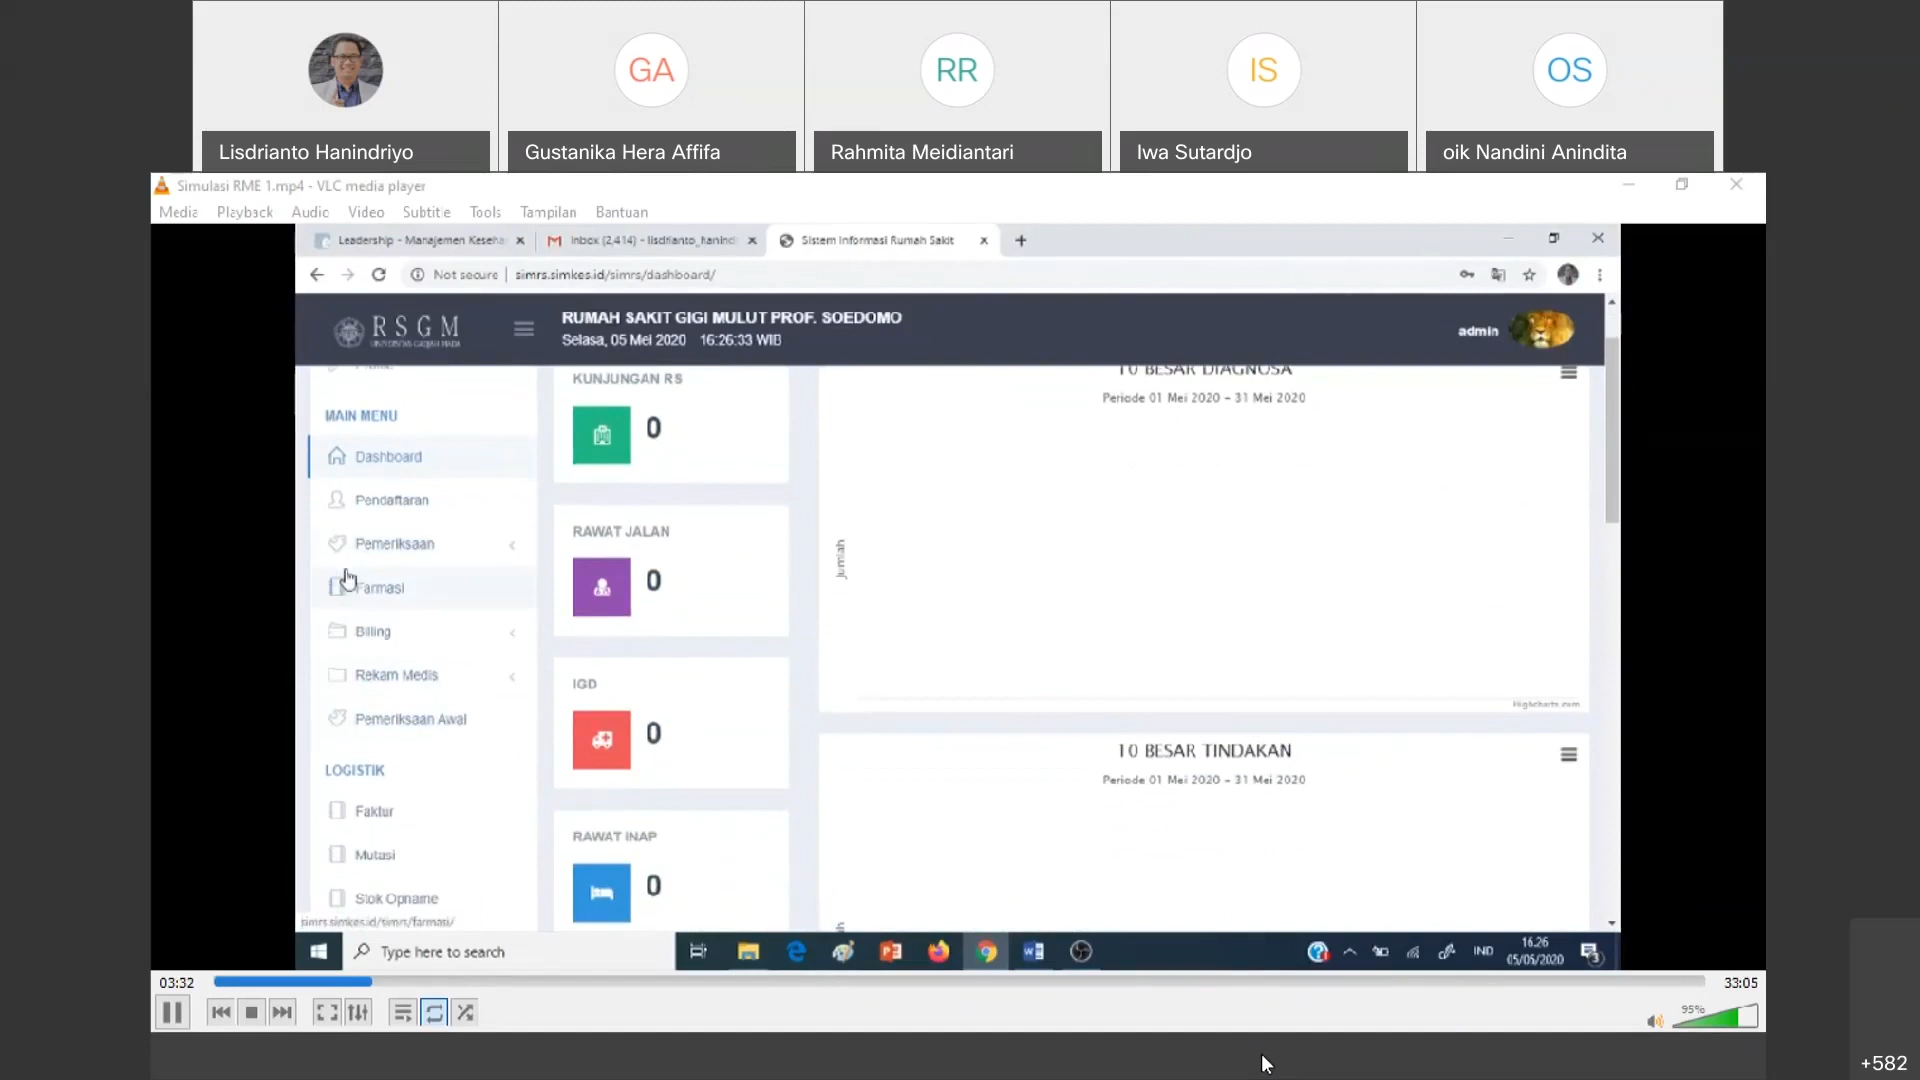 GA
RR
IS
OS
Lisdrianto Hanindriyo
Gustanika Hera Affifa
Rahmita Meidiantari
Iwa Sutardjo
oik Nandini Anindita
Simulasi RME 1.mp4 - VLC media player
Media Playback Audio Video Subtitle Tools Tampilan Bantuan
Leadership - Manajemen Keseha
Inbox (2,414) - lisdrianto_hanind
Sistem Informasi Rumah Sakit
Not secure | simrs.simkes.id/simrs/dashboard/
RSGM
UNIVERSITAS GADJAH MADA
RUMAH SAKIT GIGI MULUT PROF. SOEDOMO
Selasa, 05 Mei 2020 16:26:33 WIB
admin
MAIN MENU
Dashboard
Pendaftaran
Pemeriksaan
Farmasi
Billing
Rekam Medis
Pemeriksaan Awal
LOGISTIK
Faktur
Mutasi
Stok Opname
simrs.simkes.id/simrs/farmasi/
KUNJUNGAN RS
0
RAWAT JALAN
0
IGD
0
RAWAT INAP
0
10 BESAR DIAGNOSA
Periode 01 Mei 2020 - 31 Mei 2020
Jumlah
Highcharts.com
10 BESAR TINDAKAN
Periode 01 Mei 2020 - 31 Mei 2020
Type here to search
IND
16.26
05/05/2020
3
03:32
33:05
95%
+582